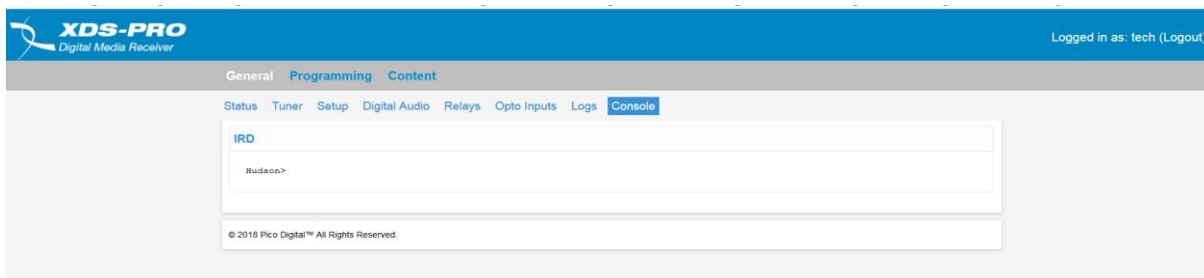 XDS-PRO
Digital Media Receiver
Logged in as: tech (Logout)
General Programming Content
Status Tuner Setup Digital Audio Relays Opto Inputs Logs Console
IRD
Hudson>
© 2018 Pico Digital™ All Rights Reserved.